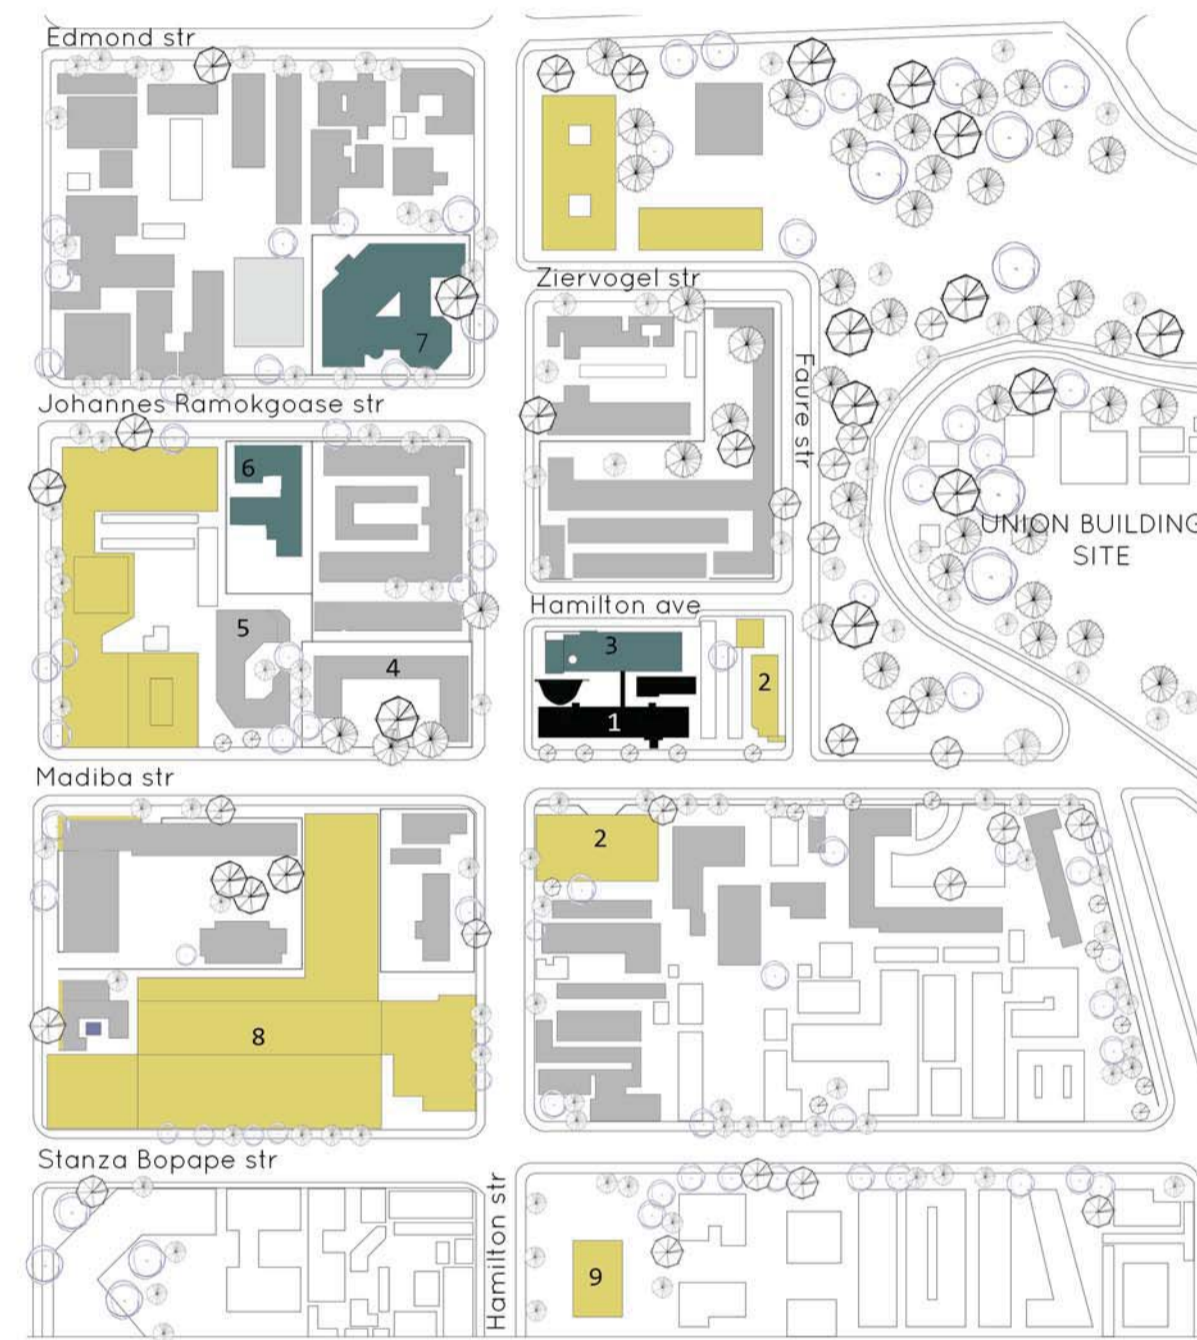 Edmond str
Ziervogel str
7
Johannes Ramokgoase str
Faure str
6
UNION BUILDING
SITE
Hamilton ave
5
3
4
2
1
Madiba str
2
8
Stanza Bopape str
Hamilton str
9